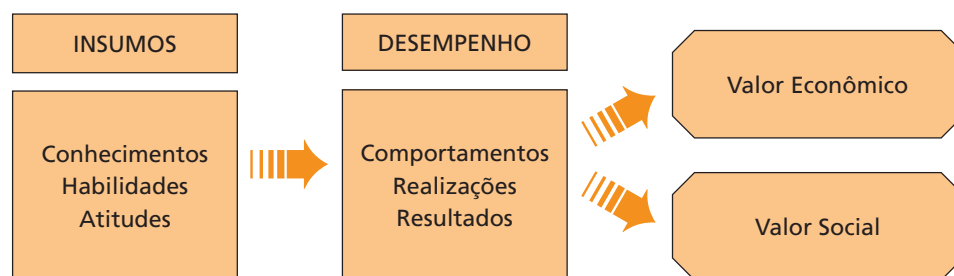 INSUMOS
Conhecimentos
Habilidades
Atitudes
DESEMPENHO
Comportamentos
Realizações
Resultados
Valor Econômico
Valor Social